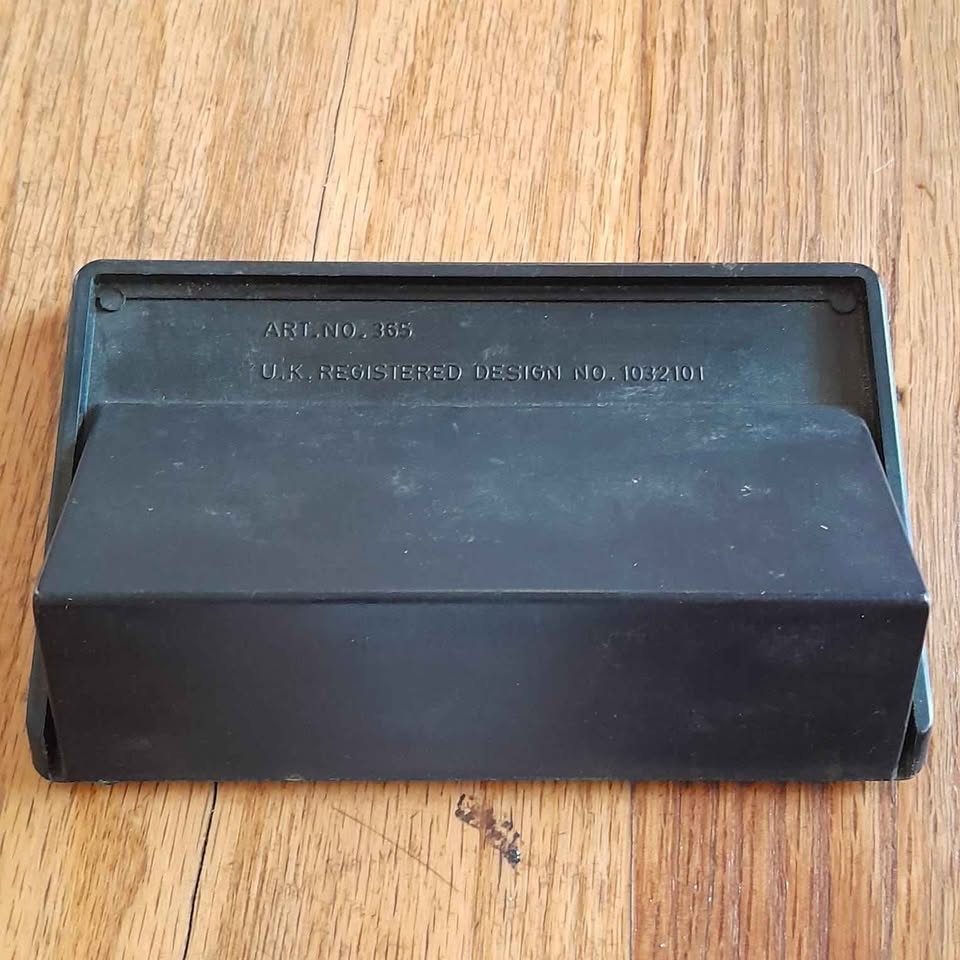 ART.NO.365
U.K. REGISTERED DESIGN NO. 1032101